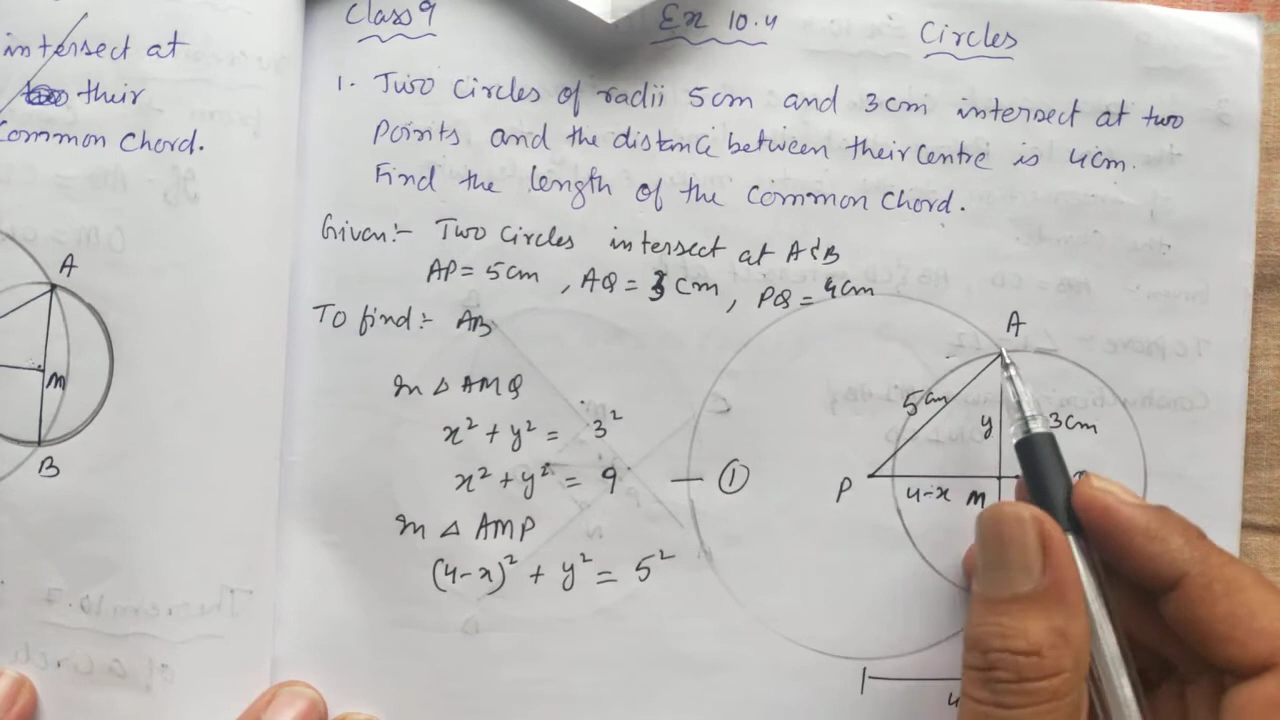 intersect at
their
Common Chord.
A
M
B
Class 9 Ex 10.4 Circles
1. Two circles of radii 5cm and 3cm intersect at two
points and the distance between their centre is 4cm.
Find the length of the common chord.
Given:- Two circles intersect at A & B
AP = 5cm, AQ = 3cm, PQ = 4cm
To find:- AB
In △ AMQ
x² + y² = 3²
x² + y² = 9 — ①
In △ AMP
(4-x)² + y² = 5²
A
5cm y 3cm
P 4-x M
4